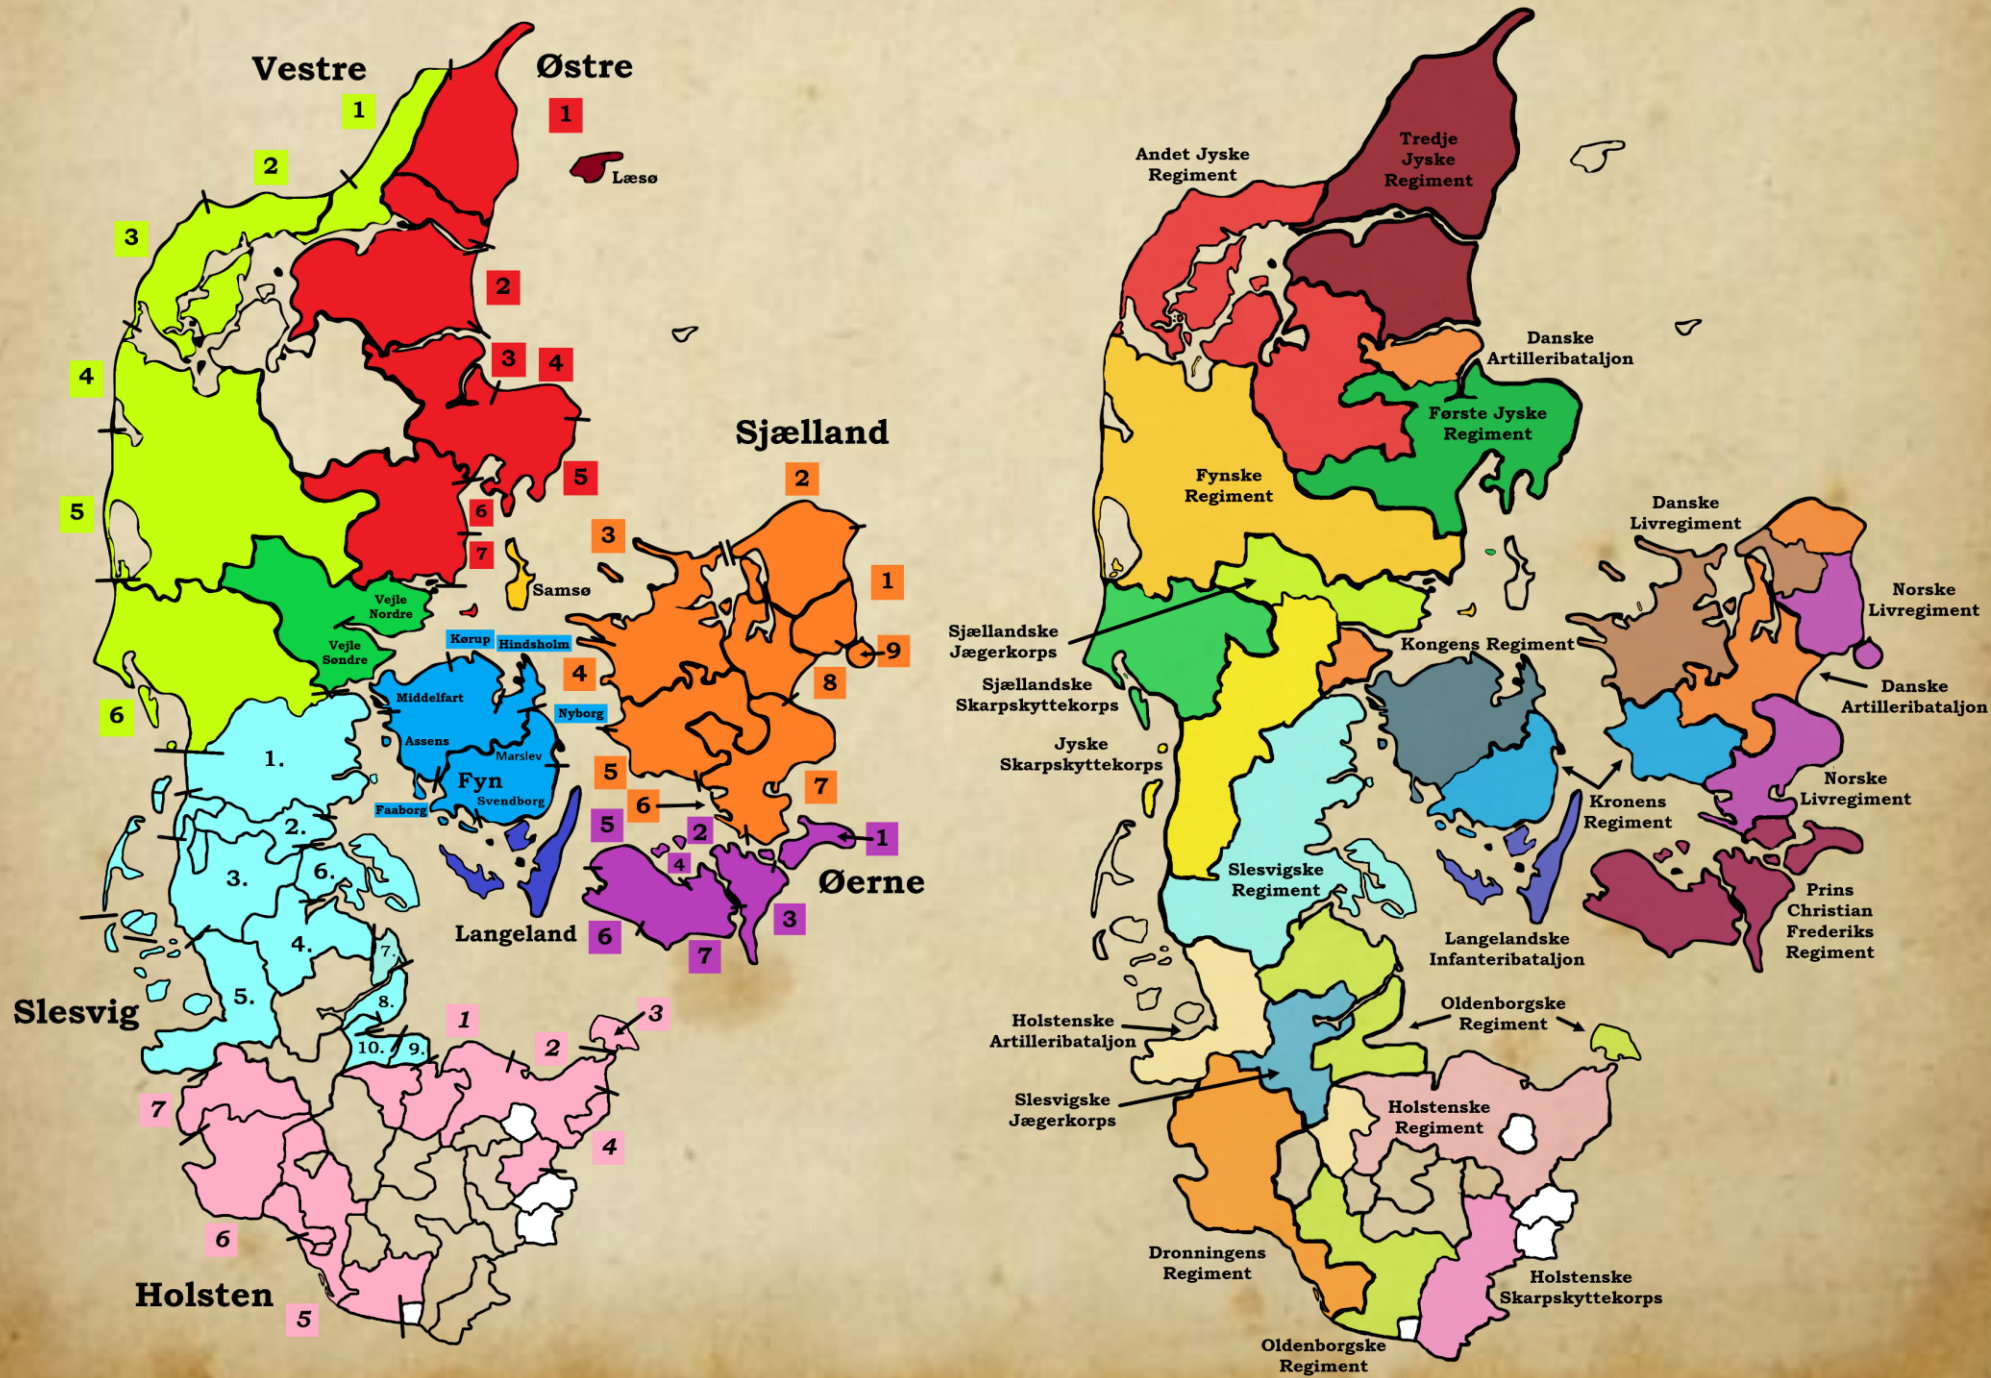 Vestre
Østre
1
1
2
Læsø
3
2
3
4
4
5
5
6
7
6
Vejle
Nordre
Vejle
Søndre
Samsø
Sjælland
2
3
1
9
4
8
5
6
7
Kørup
Hindsholm
Middelfart
Nyborg
Assens
Marslev
Fyn
Svendborg
Faaborg
Langeland
5
2
4
1
Øerne
3
6
7
1.
2.
3.
6.
4.
7.
5.
8.
10.
9.
Slesvig
1
2
3
7
4
6
5
Holsten
Andet Jyske
Regiment
Tredje
Jyske
Regiment
Danske
Artilleribataljon
Første Jyske
Regiment
Fynske
Regiment
Danske
Livregiment
Norske
Livregiment
Sjællandske
Jægerkorps
Kongens Regiment
Sjællandske
Skarpskyttekorps
Danske
Artilleribataljon
Jyske
Skarpskyttekorps
Norske
Livregiment
Kronens
Regiment
Slesvigske
Regiment
Prins
Christian
Frederiks
Regiment
Langelandske
Infanteribataljon
Holstenske
Artilleribataljon
Oldenborgske
Regiment
Slesvigske
Jægerkorps
Holstenske
Regiment
Dronningens
Regiment
Holstenske
Skarpskyttekorps
Oldenborgske
Regiment